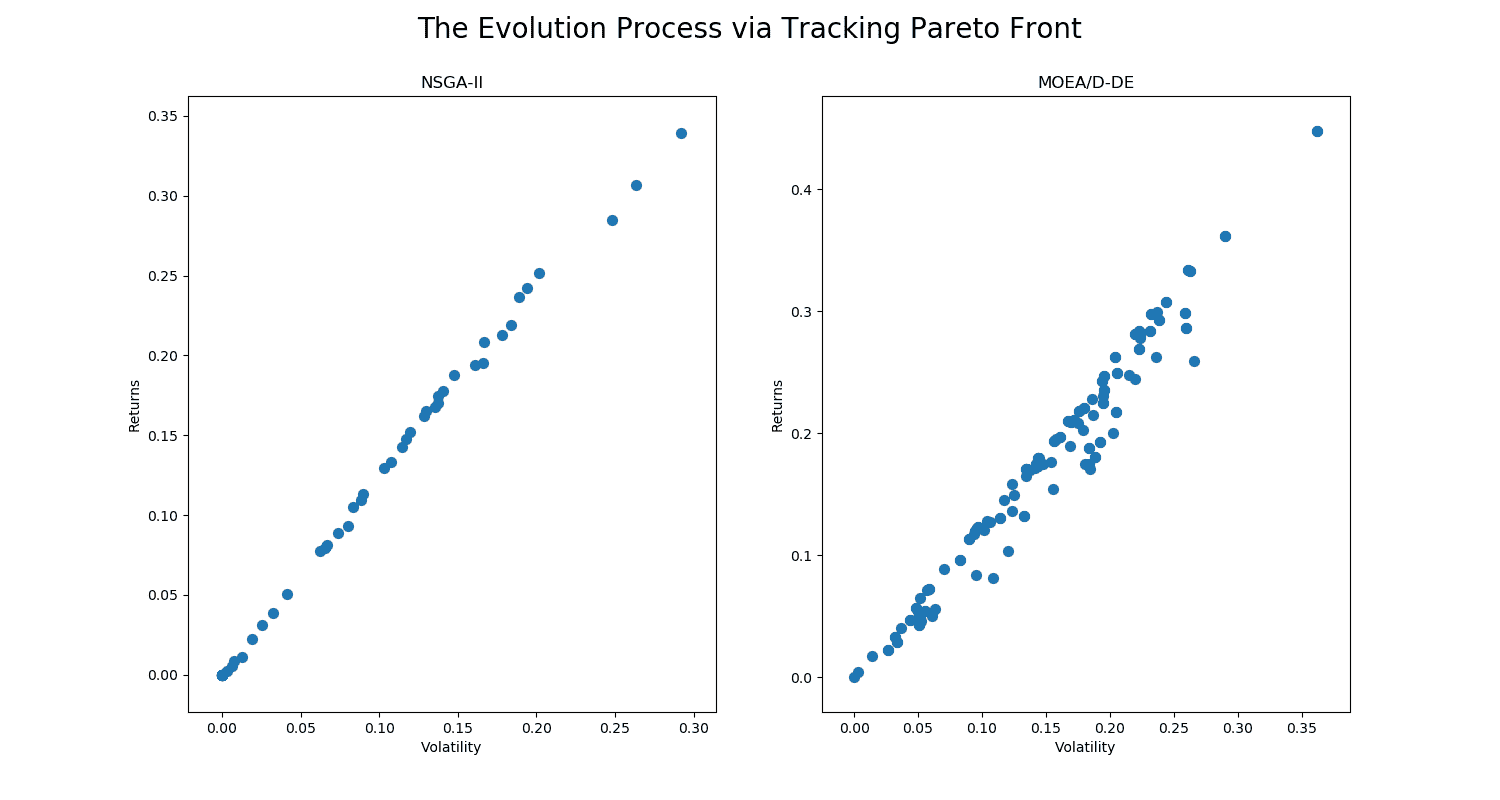 The Evolution Process via Tracking Pareto Front
NSGA-II
0.35
0.30
0.25
0.20
0.15
0.10
0.05
0.00
Returns
0.00 0.05 0.10 0.15 0.20 0.25 0.30
Volatility
MOEA/D-DE
0.4
0.3
0.2
0.1
0.0
Returns
0.00 0.05 0.10 0.15 0.20 0.25 0.30 0.35
Volatility